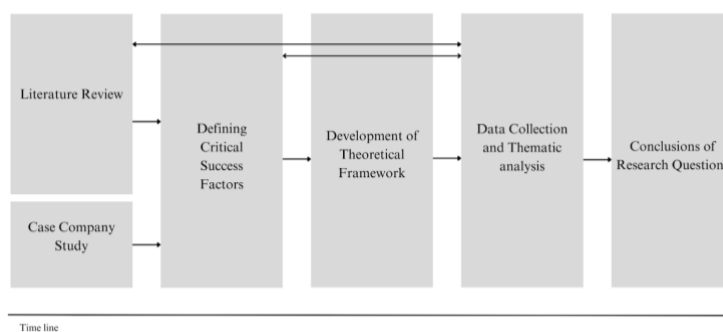 Literature Review
Case Company
Study
Defining
Critical
Success
Factors
Development of
Theoretical
Framework
Data Collection
and Thematic
analysis
Conclusions of
Research Question
Time line